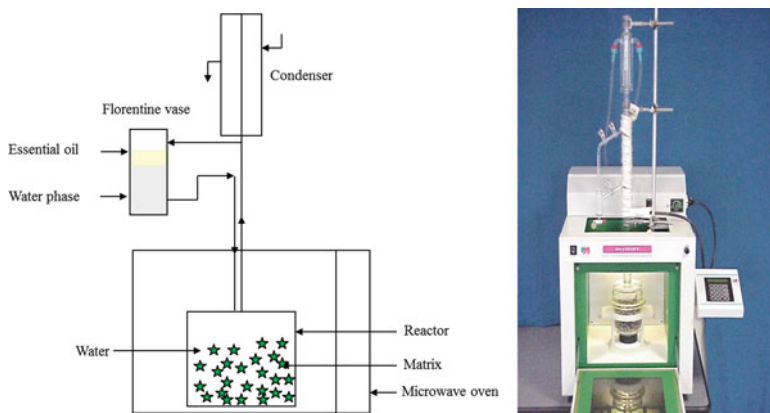 Condenser
Florentine vase
Essential oil
Water phase
Reactor
Water
Matrix
Microwave oven